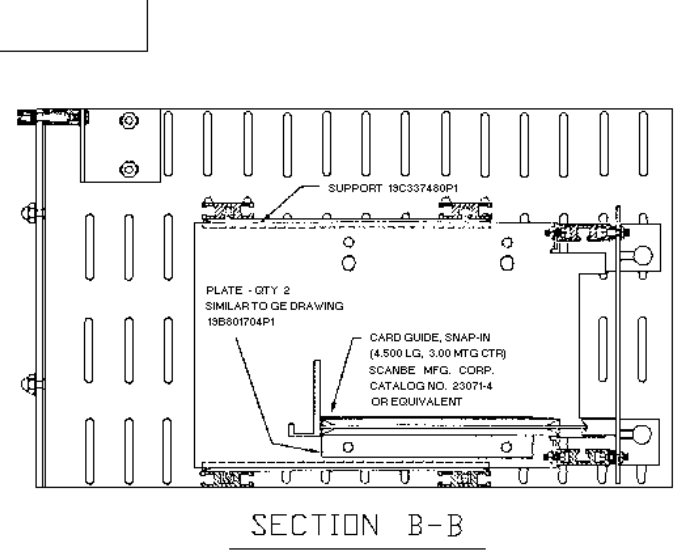 SUPPORT 19C337480P1
PLATE - QTY 2
SIMILAR TO GE DRAWING
19B801704P1
CARD GUIDE, SNAP-IN
(4.500 LG, 3.00 MTG CTR)
SCANBE MFG. CORP.
CATALOG NO. 23071-4
OR EQUIVALENT
SECTION B-B